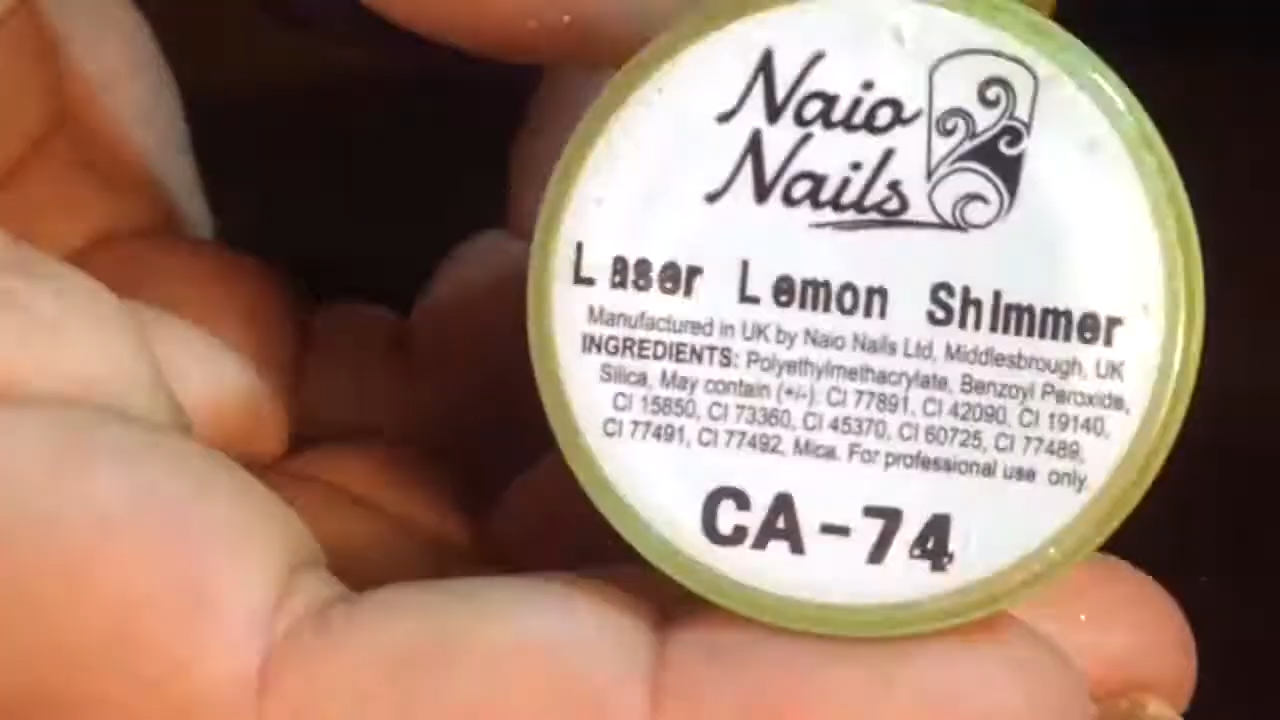 Naio
Nails
Laser Lemon Shimmer
Manufactured in UK by Naio Nails Ltd, Middlesbrough, UK
INGREDIENTS: Polyethylmethacrylate, Benzoyl Peroxide,
Silica, May contain (+/-): CI 77891, CI 42090, CI 19140,
CI 15850, CI 73360, CI 45370, CI 60725, CI 77489,
CI 77491, CI 77492, Mica. For professional use only.
CA-74